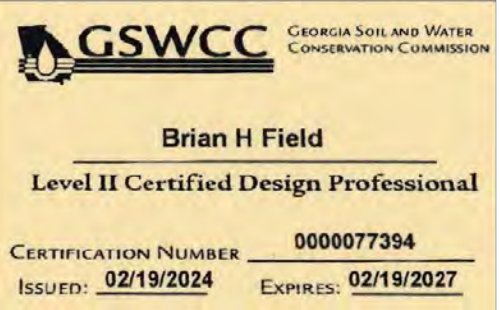 GSWCC
GEORGIA SOIL AND WATER
CONSERVATION COMMISSION
Brian H Field
Level II Certified Design Professional
CERTIFICATION NUMBER 0000077394
ISSUED: 02/19/2024 EXPIRES: 02/19/2027